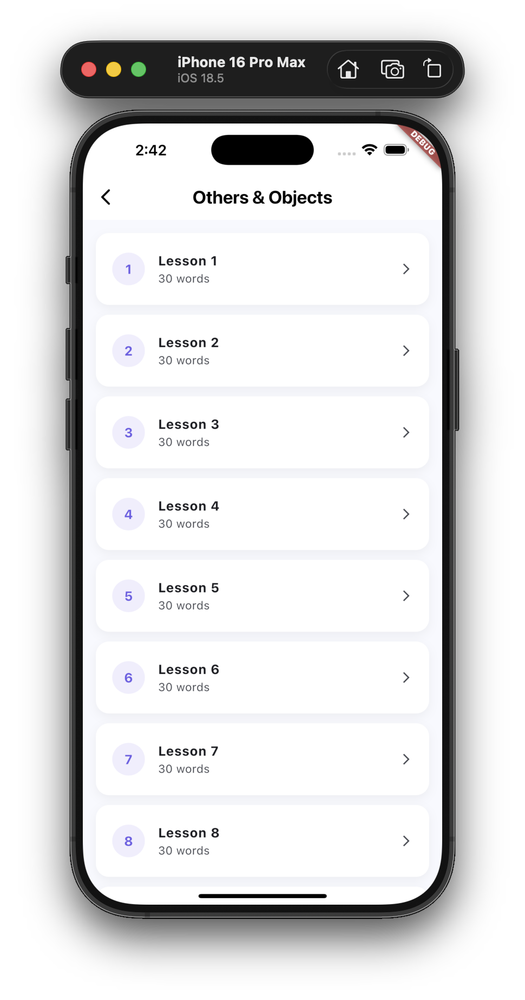 iPhone 16 Pro Max
iOS 18.5
2:42
DEBUG
Others & Objects
1
Lesson 1
30 words
2
Lesson 2
30 words
3
Lesson 3
30 words
4
Lesson 4
30 words
5
Lesson 5
30 words
6
Lesson 6
30 words
7
Lesson 7
30 words
8
Lesson 8
30 words